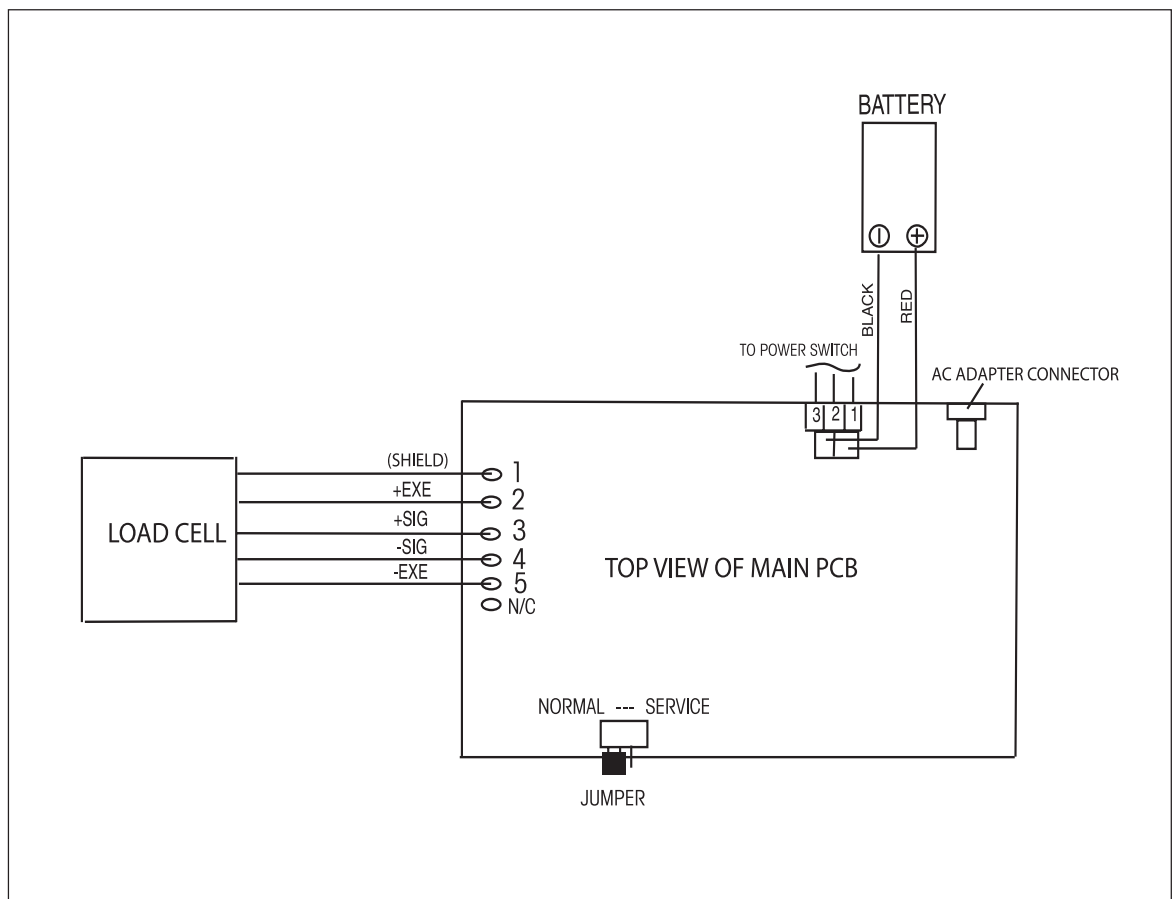 BATTERY
BLACK
RED
TO POWER SWITCH
AC ADAPTER CONNECTOR
3 2 1
(SHIELD)
1
+EXE
2
+SIG
3
-SIG
4
-EXE
5
N/C
LOAD CELL
TOP VIEW OF MAIN PCB
NORMAL --- SERVICE
JUMPER